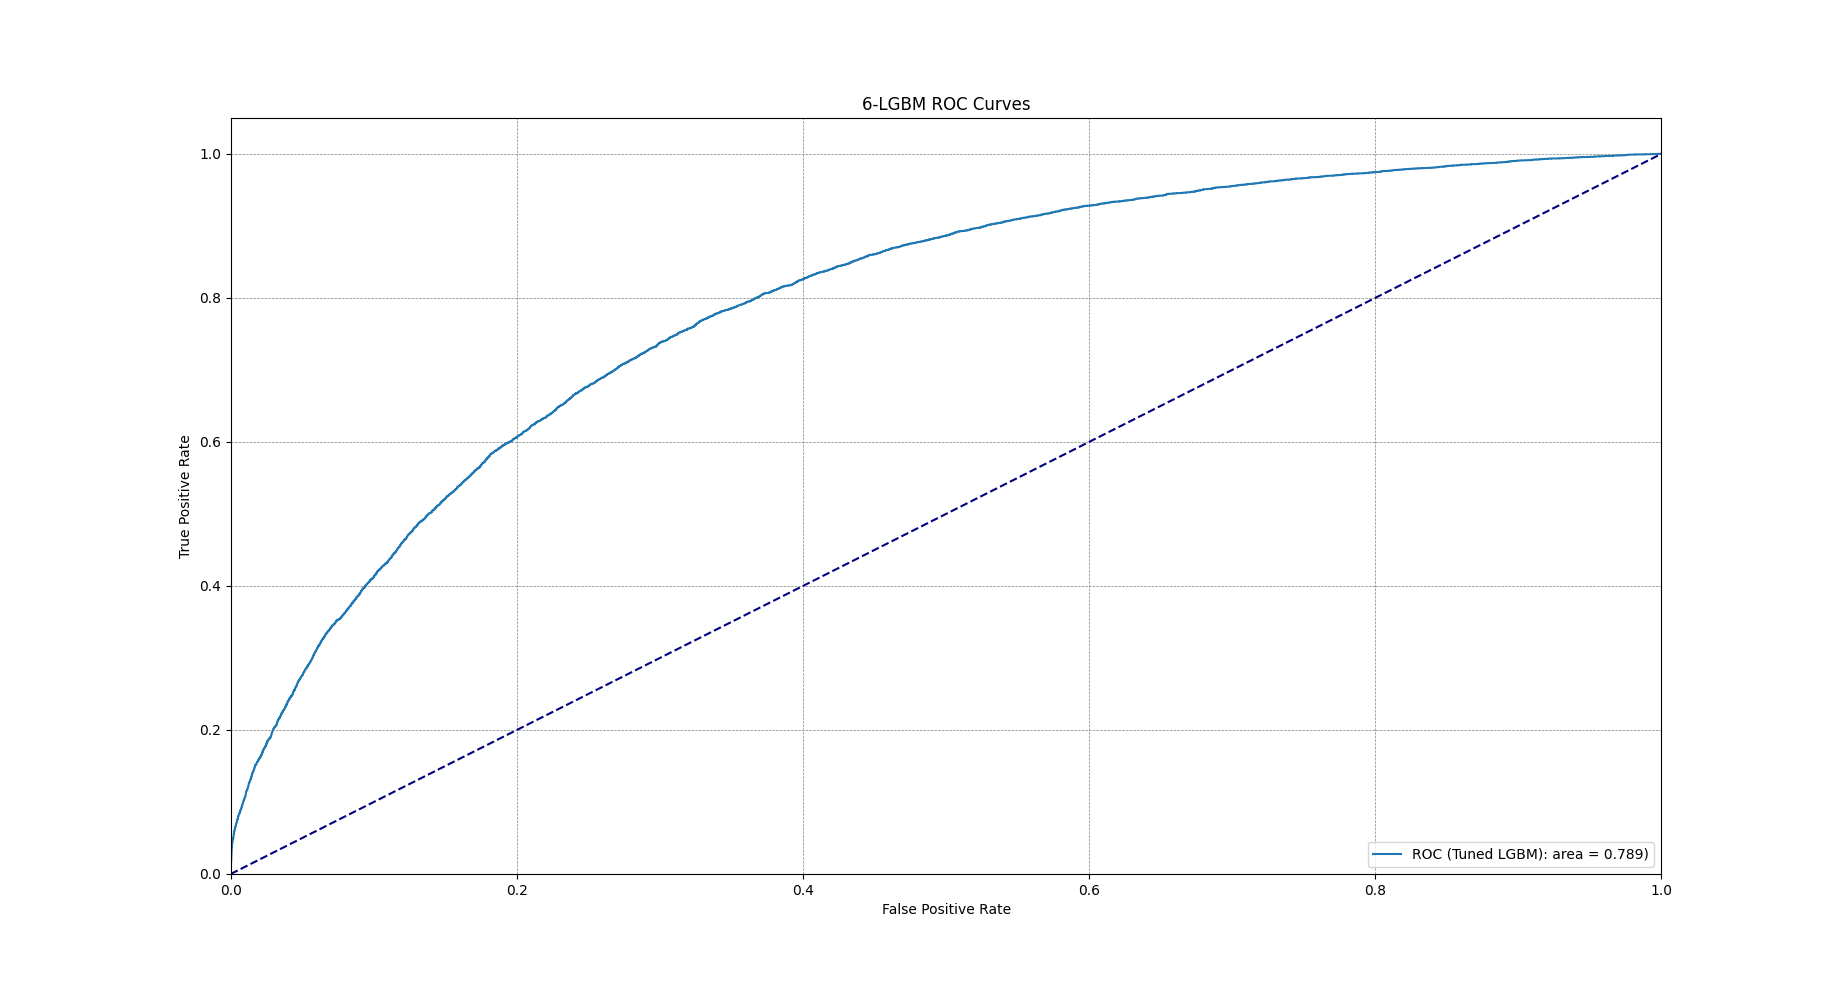 6-LGBM ROC Curves
1.0
0.8
0.6
0.4
0.2
0.0
True Positive Rate
0.0 0.2 0.4 0.6 0.8 1.0
False Positive Rate
ROC (Tuned LGBM): area = 0.789)